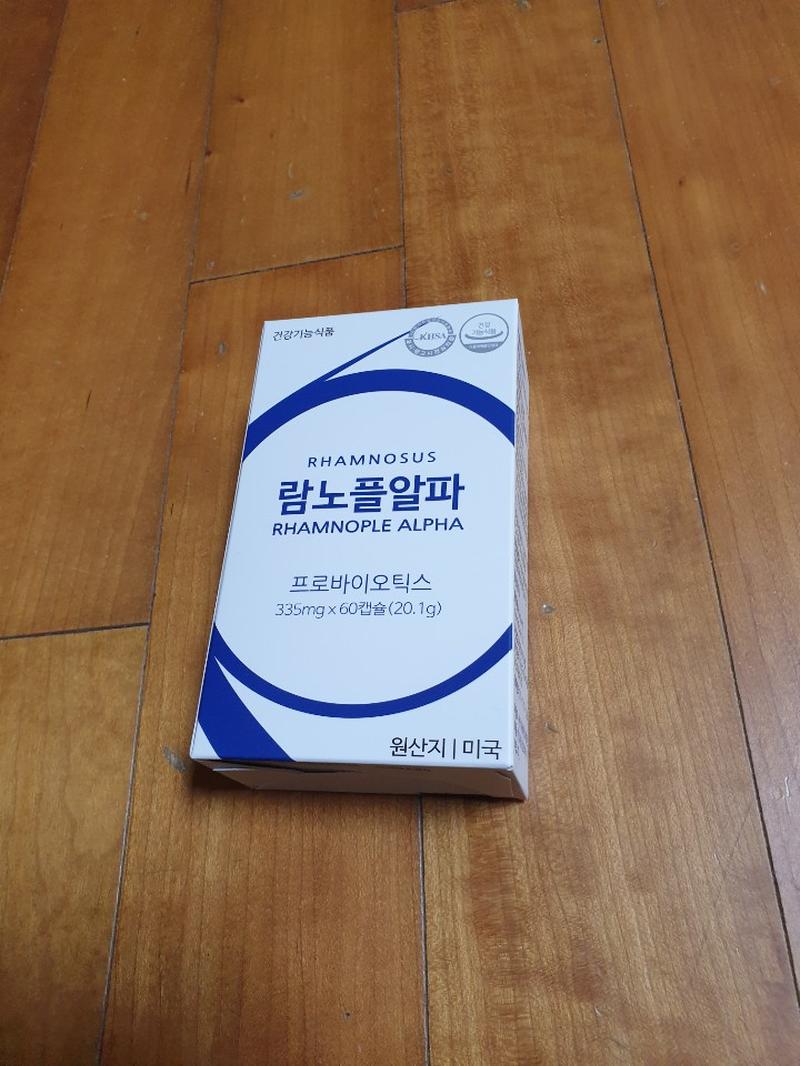 건강기능식품
KHSA
건강
기능식품
RHAMNOSUS
람노플알파
RHAMNOPLE ALPHA
프로바이오틱스
335mg x 60캡슐(20.1g)
원산지 | 미국